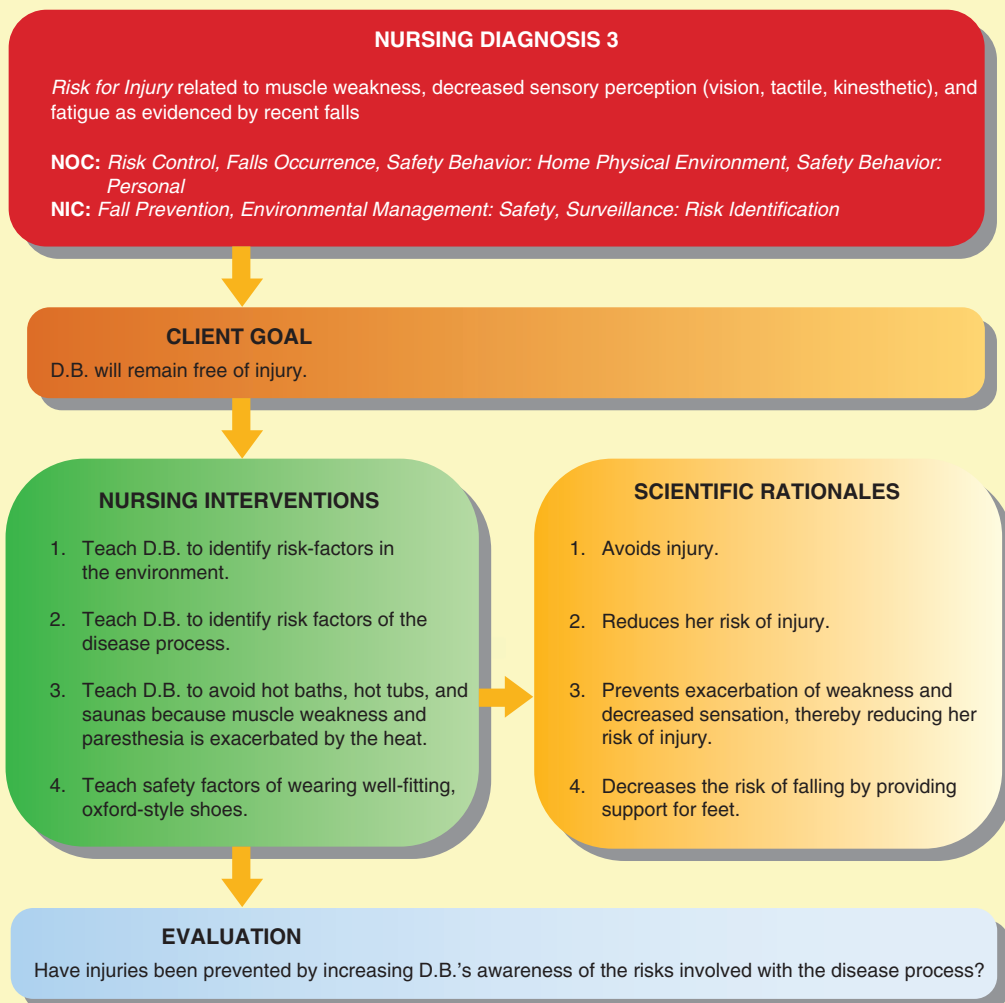 NURSING DIAGNOSIS 3
Risk for Injury related to muscle weakness, decreased sensory perception (vision, tactile, kinesthetic), and
fatigue as evidenced by recent falls
NOC: Risk Control, Falls Occurrence, Safety Behavior: Home Physical Environment, Safety Behavior:
Personal
NIC: Fall Prevention, Environmental Management: Safety, Surveillance: Risk Identification
CLIENT GOAL
D.B. will remain free of injury.
NURSING INTERVENTIONS
1. Teach D.B. to identify risk-factors in
the environment.
2. Teach D.B. to identify risk factors of the
disease process.
3. Teach D.B. to avoid hot baths, hot tubs, and
saunas because muscle weakness and
paresthesia is exacerbated by the heat.
4. Teach safety factors of wearing well-fitting,
oxford-style shoes.
SCIENTIFIC RATIONALES
1. Avoids injury.
2. Reduces her risk of injury.
3. Prevents exacerbation of weakness and
decreased sensation, thereby reducing her
risk of injury.
4. Decreases the risk of falling by providing
support for feet.
EVALUATION
Have injuries been prevented by increasing D.B.'s awareness of the risks involved with the disease process?